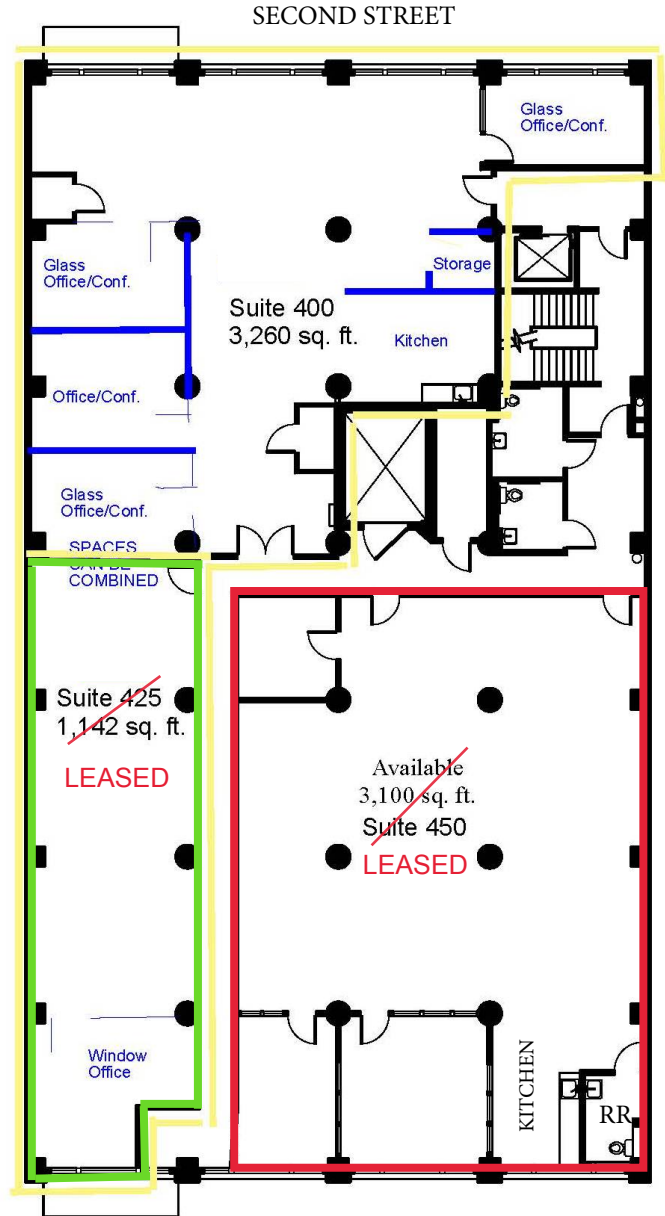 SECOND STREET
Glass
Office/Conf.
Glass
Office/Conf.
Storage
Suite 400
3,260 sq. ft.
Kitchen
Office/Conf.
Glass
Office/Conf.
SPACES
CAN BE
COMBINED
Suite 425
1,142 sq. ft.
LEASED
Available
3,100 sq. ft.
Suite 450
LEASED
Window
Office
KITCHEN
RR